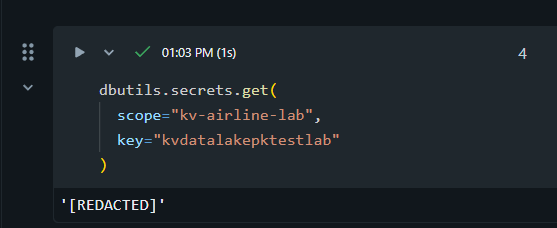 01:03 PM (1s)
4
dbutils.secrets.get(
scope="kv-airline-lab",
key="kvdatalakepktestlab"
)
'[REDACTED]'